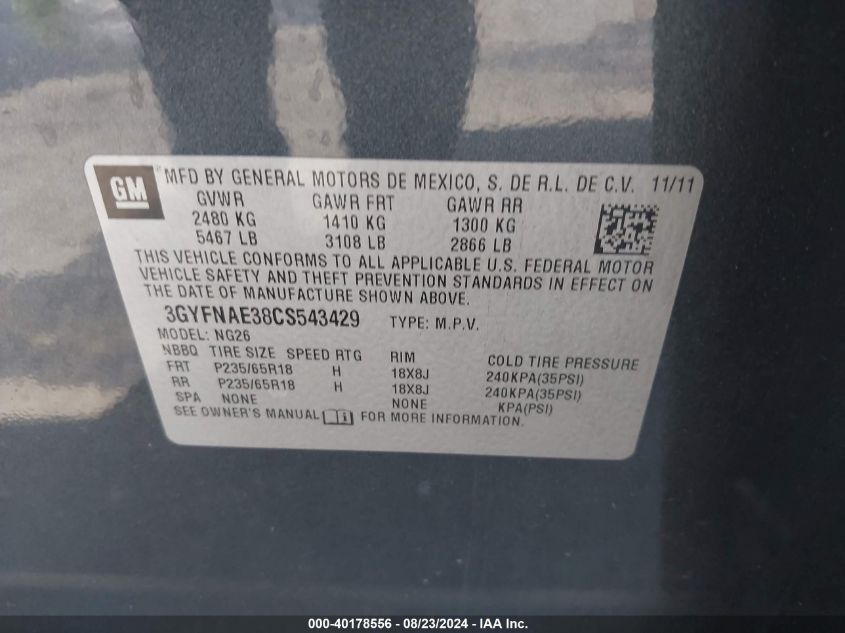 GM MFD BY GENERAL MOTORS DE MEXICO, S. DE R.L. DE C.V. 11/11
GVWR GAWR FRT GAWR RR
2480 KG 1410 KG 1300 KG
5467 LB 3108 LB 2866 LB
THIS VEHICLE CONFORMS TO ALL APPLICABLE U.S. FEDERAL MOTOR
VEHICLE SAFETY AND THEFT PREVENTION STANDARDS IN EFFECT ON
THE DATE OF MANUFACTURE SHOWN ABOVE.
3GYFNAE38CS543429 TYPE: M.P.V.
MODEL: NG26
NBBQ TIRE SIZE SPEED RTG RIM COLD TIRE PRESSURE
FRT P235/65R18 H 18X8J 240KPA(35PSI)
RR P235/65R18 H 18X8J 240KPA(35PSI)
SPA NONE NONE KPA(PSI)
SEE OWNER'S MANUAL FOR MORE INFORMATION.
000-40178556 - 08/23/2024 - IAA Inc.